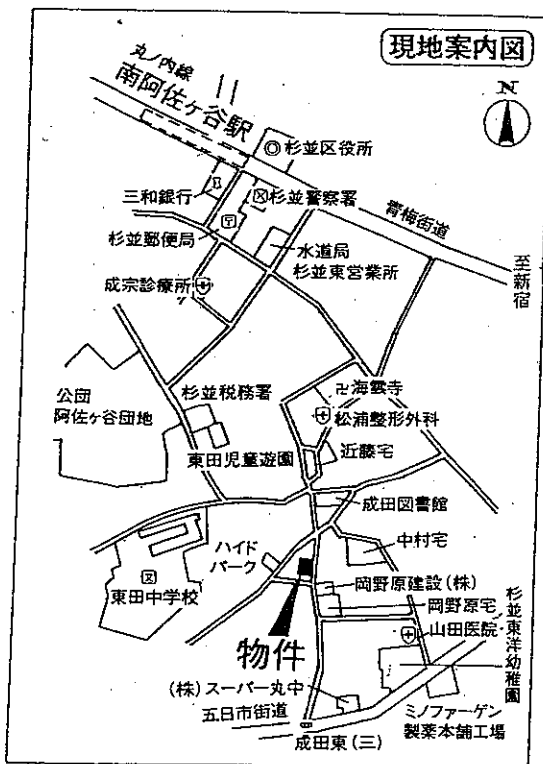 現地案内図
N
丸ノ内線
南阿佐ヶ谷駅
杉並区役所
三和銀行
杉並警察署
青梅街道
杉並郵便局
水道局
杉並東営業所
至新宿
成宗診療所
公団
阿佐ヶ谷団地
杉並税務署
卍海雲寺
松浦整形外科
東田児童遊園
近藤宅
成田図書館
ハイド
パーク
中村宅
東田中学校
岡野原建設(株)
岡野原宅
山田医院
杉並東洋幼稚園
物件
(株)スーパー丸中
五日市街道
ミノファーゲン
製薬本舗工場
成田東(三)